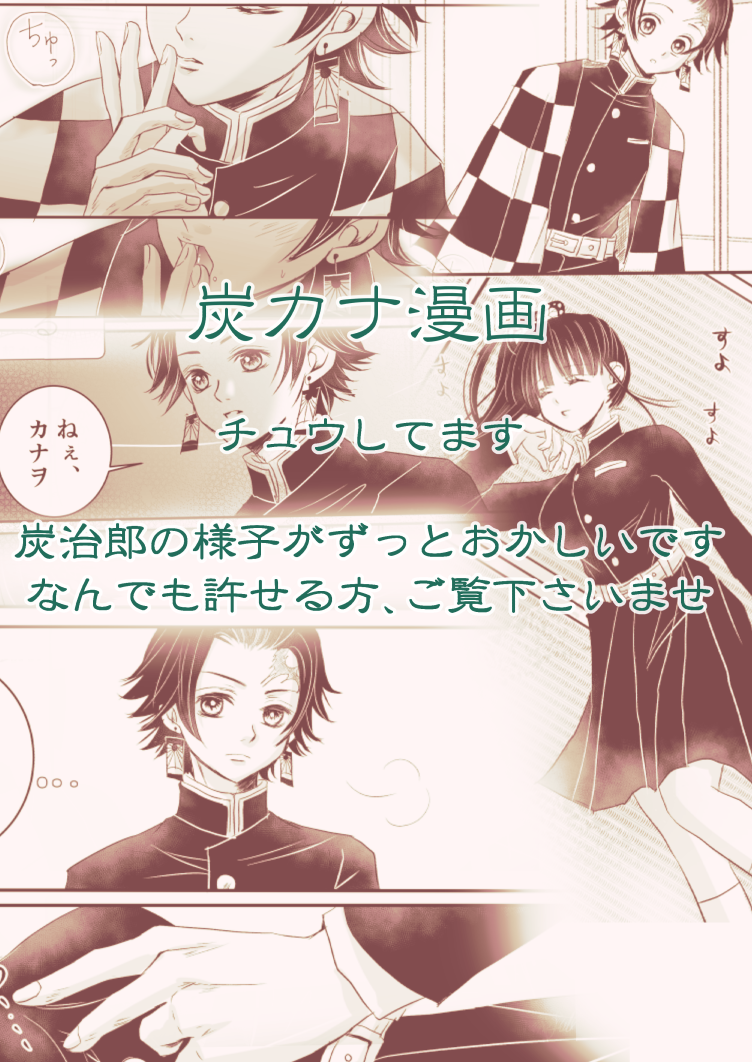 ちゅっ
炭カナ漫画
すよ
すよ
すよ
チュウしてます
ねぇ、
カナヲ
炭治郎の様子がずっとおかしいです
なんでも許せる方、ご覧下さいませ